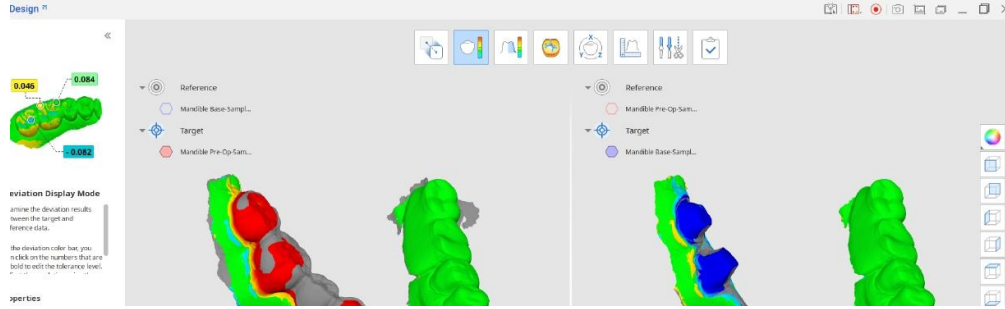 Design
0.046
0.084
- 0.082
eviation Display Mode
amine the deviation results
tween the target and
ference data.
the deviation color bar, you
n click on the numbers that are
bold to edit the tolerance level.
operties
Reference
Mandible Base-Sampl...
Target
Mandible Pre-Op-Sam...
X
Y
Z
Reference
Mandible Pre-Op-Sam...
Target
Mandible Base-Sampl...